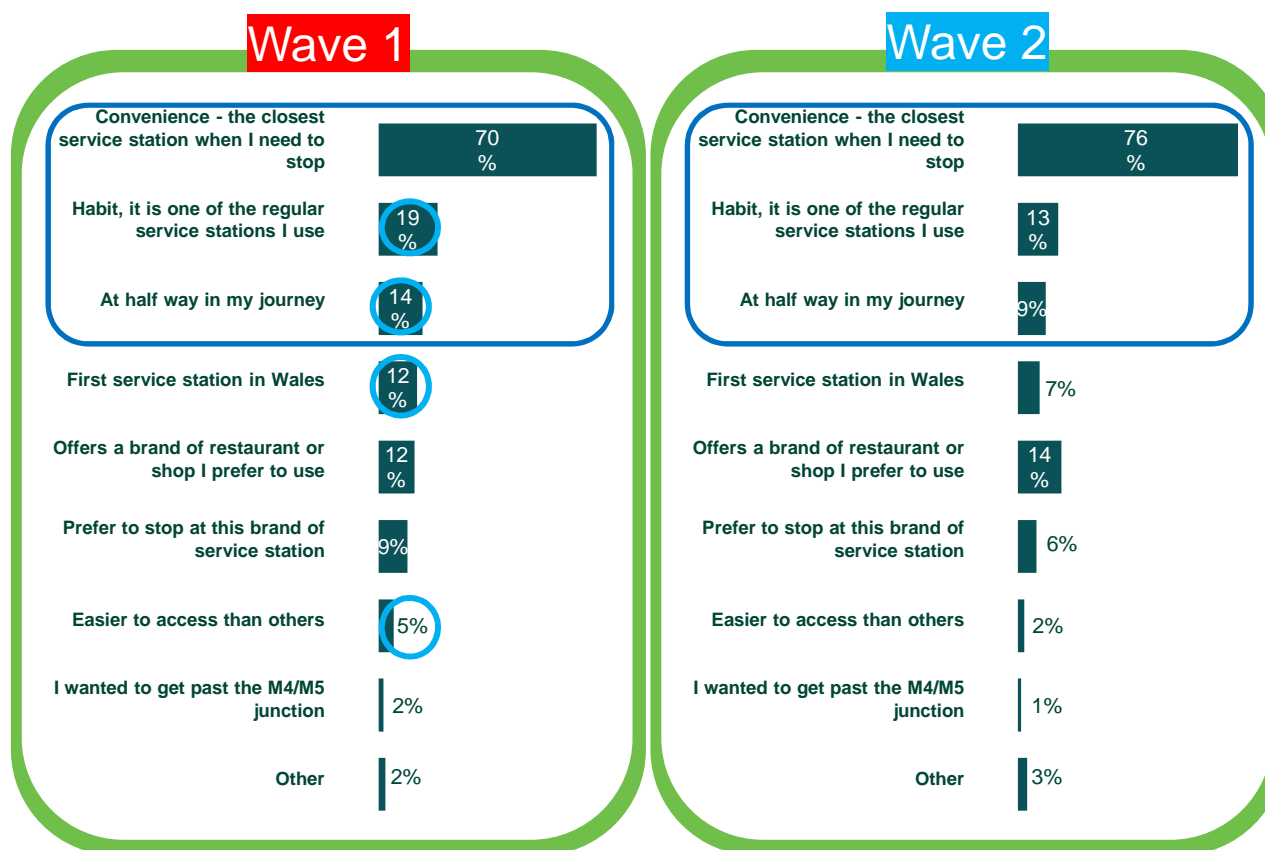 Wave 1
Convenience - the closest
service station when I need to
stop
70
%
Habit, it is one of the regular
service stations I use
19
%
At half way in my journey
14
%
First service station in Wales
12
%
Offers a brand of restaurant or
shop I prefer to use
12
%
Prefer to stop at this brand of
service station
9%
Easier to access than others
5%
I wanted to get past the M4/M5
junction
2%
Other
2%
Wave 2
Convenience - the closest
service station when I need to
stop
76
%
Habit, it is one of the regular
service stations I use
13
%
At half way in my journey
9%
First service station in Wales
7%
Offers a brand of restaurant or
shop I prefer to use
14
%
Prefer to stop at this brand of
service station
6%
Easier to access than others
2%
I wanted to get past the M4/M5
junction
1%
Other
3%